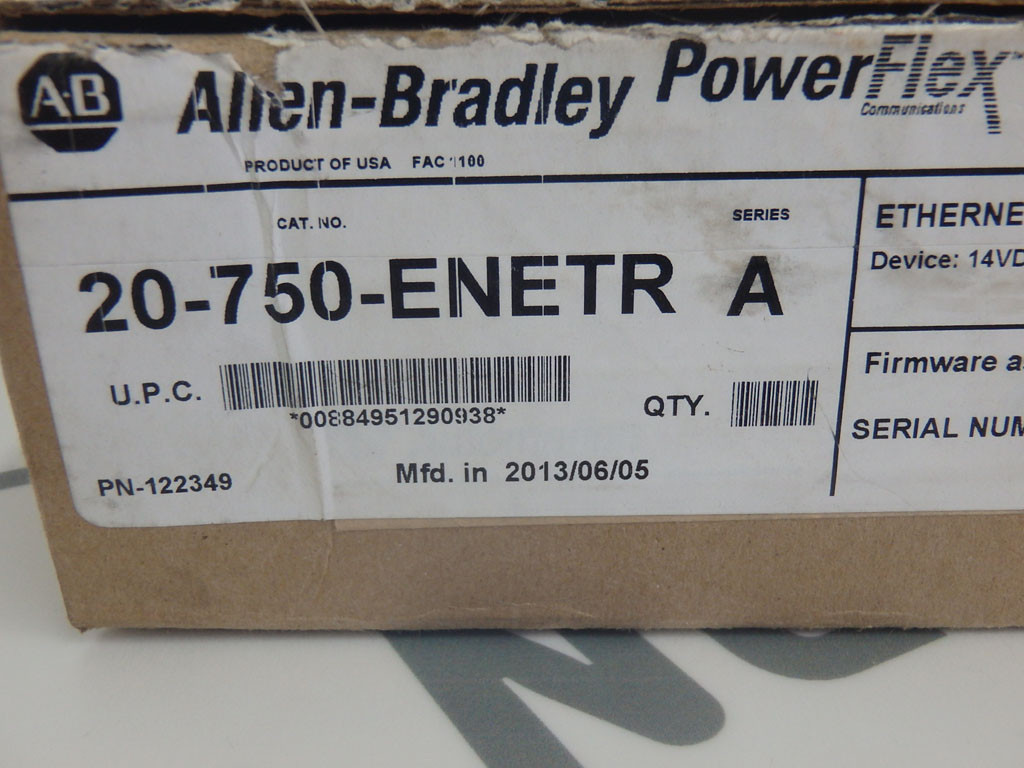 A-B Allen-Bradley PowerFlex
Communications
PRODUCT OF USA FAC 1100
CAT. NO. SERIES
20-750-ENETR A
U.P.C.
*00884951290938*
QTY.
PN-122349 Mfd. in 2013/06/05
ETHERNE
Device: 14VD
Firmware a
SERIAL NUM